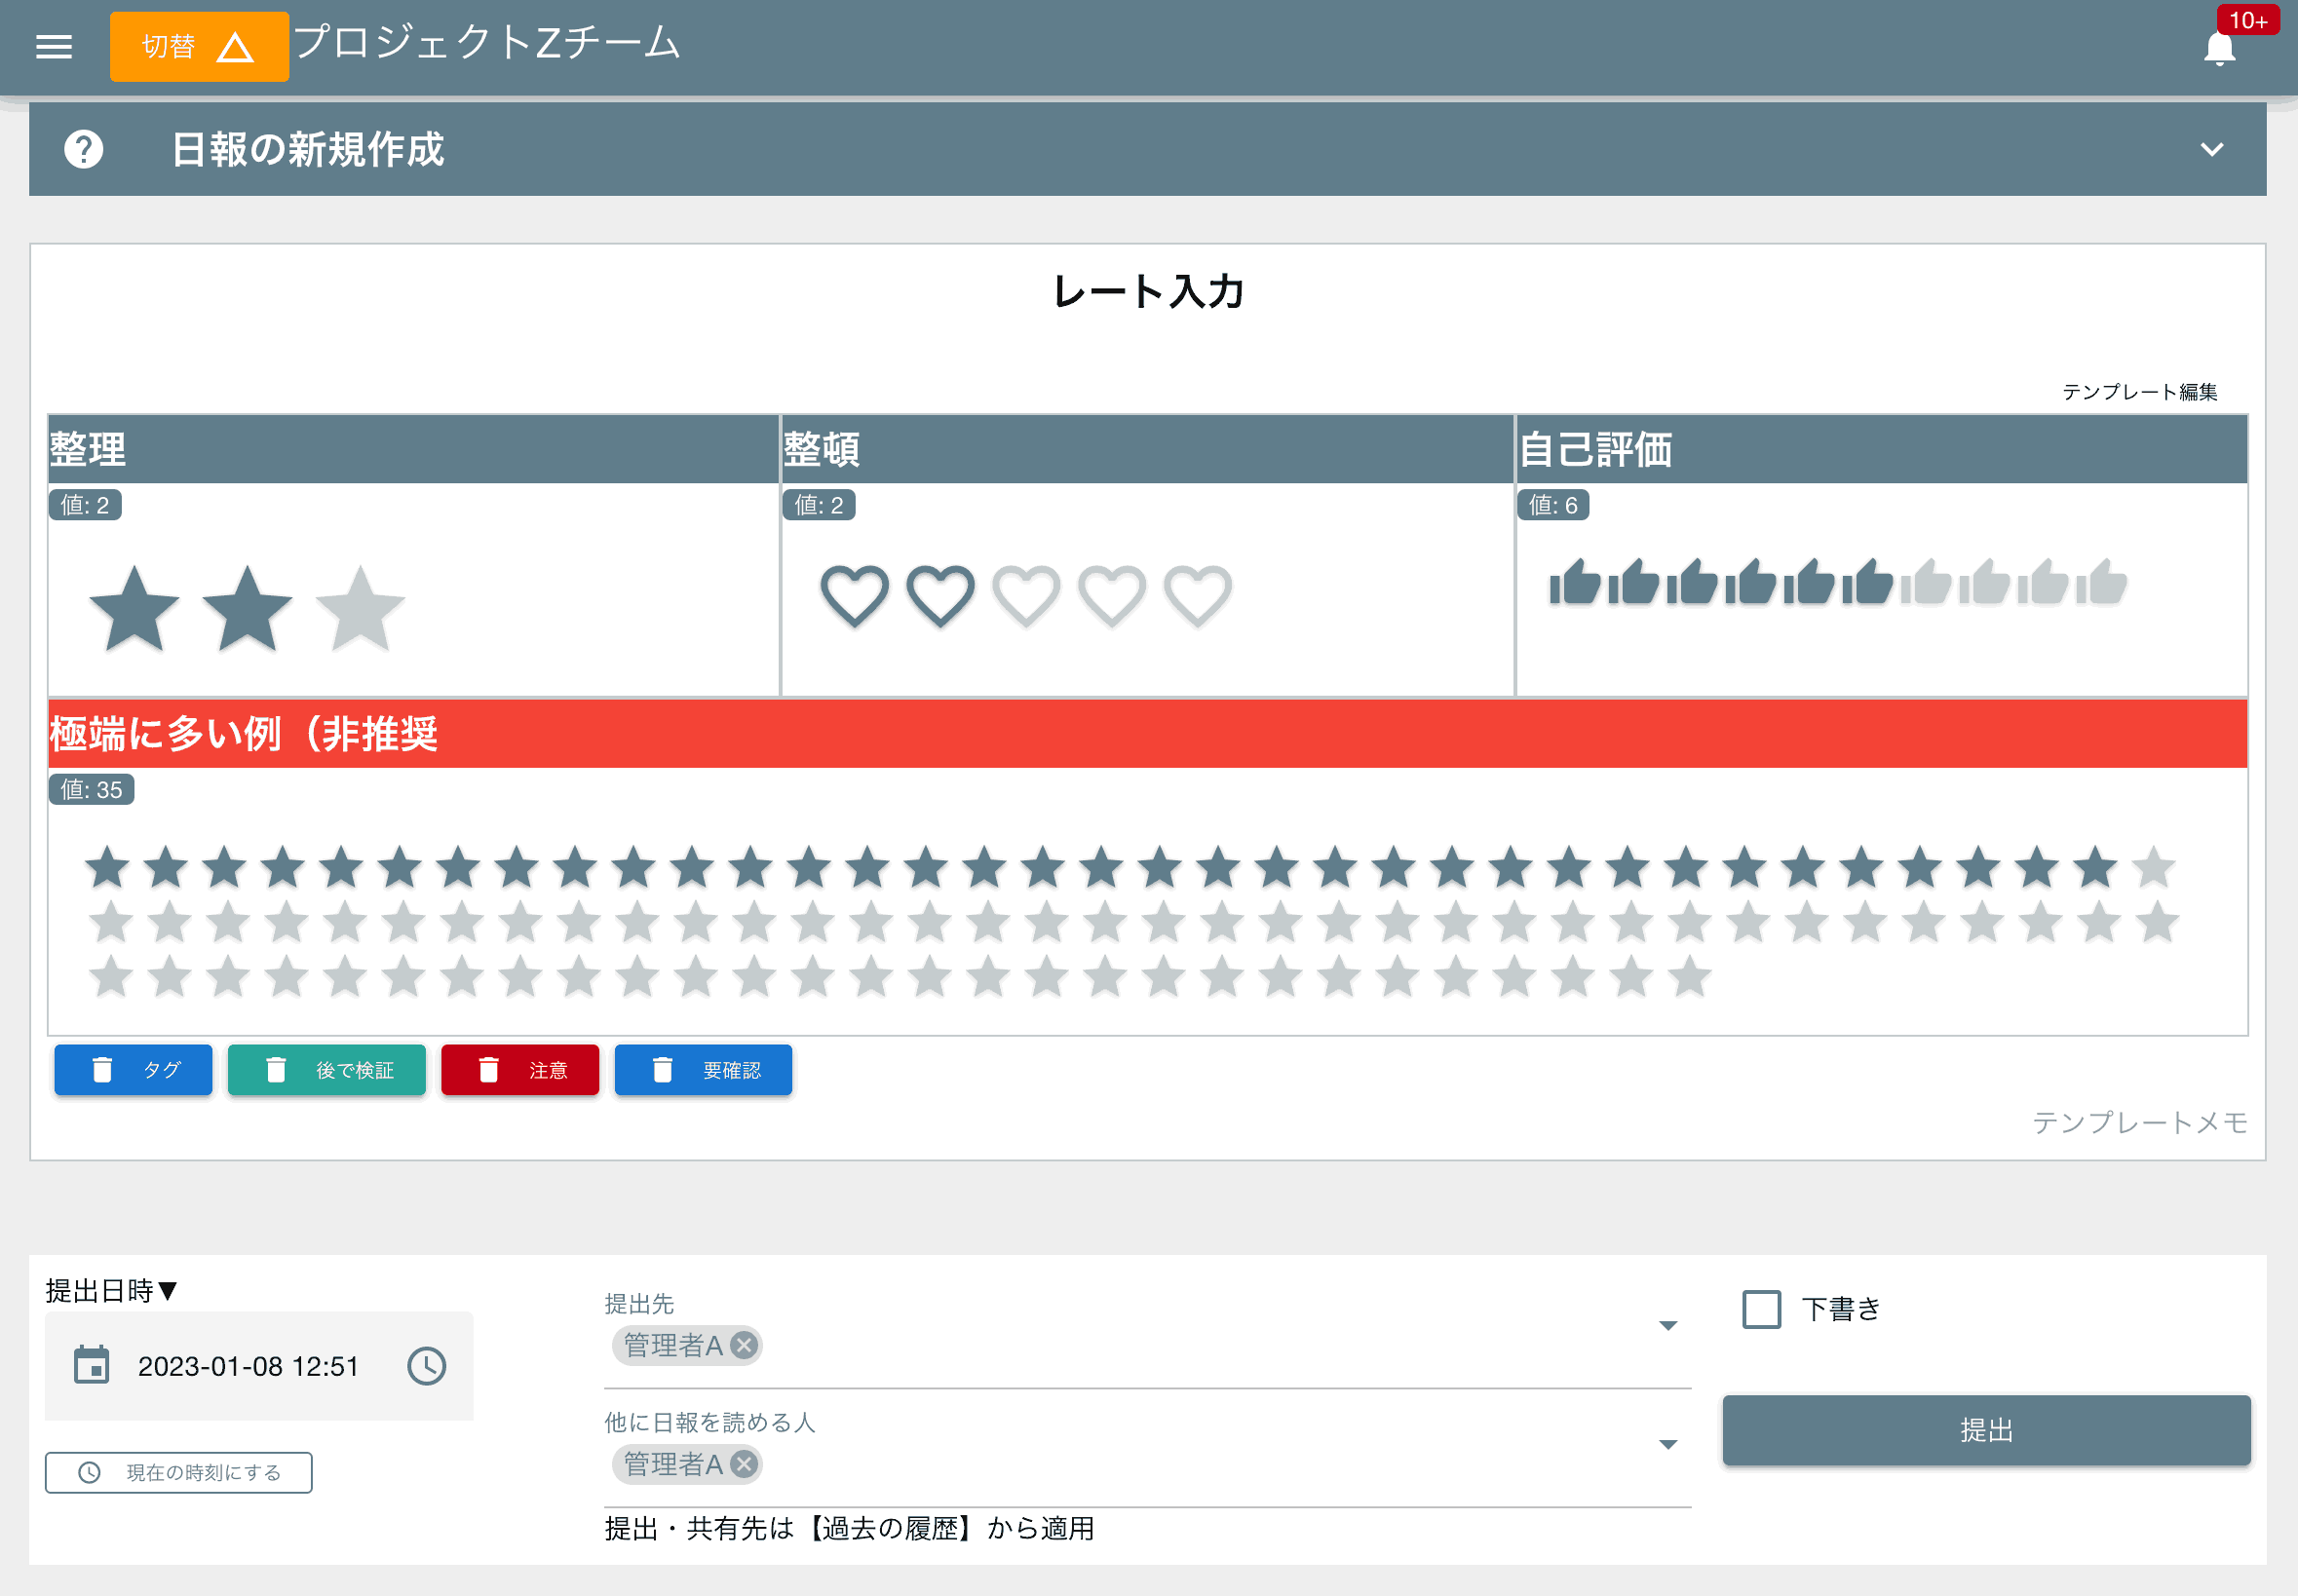 切替
プロジェクトZチーム
10+
日報の新規作成
レート入力
テンプレート編集
整理
整頓
自己評価
値: 2
値: 2
値: 6
極端に多い例（非推奨
値: 35
タグ
後で検証
注意
要確認
テンプレートメモ
提出日時▼
2023-01-08 12:51
現在の時刻にする
提出先
管理者A
他に日報を読める人
管理者A
提出・共有先は【過去の履歴】から適用
下書き
提出